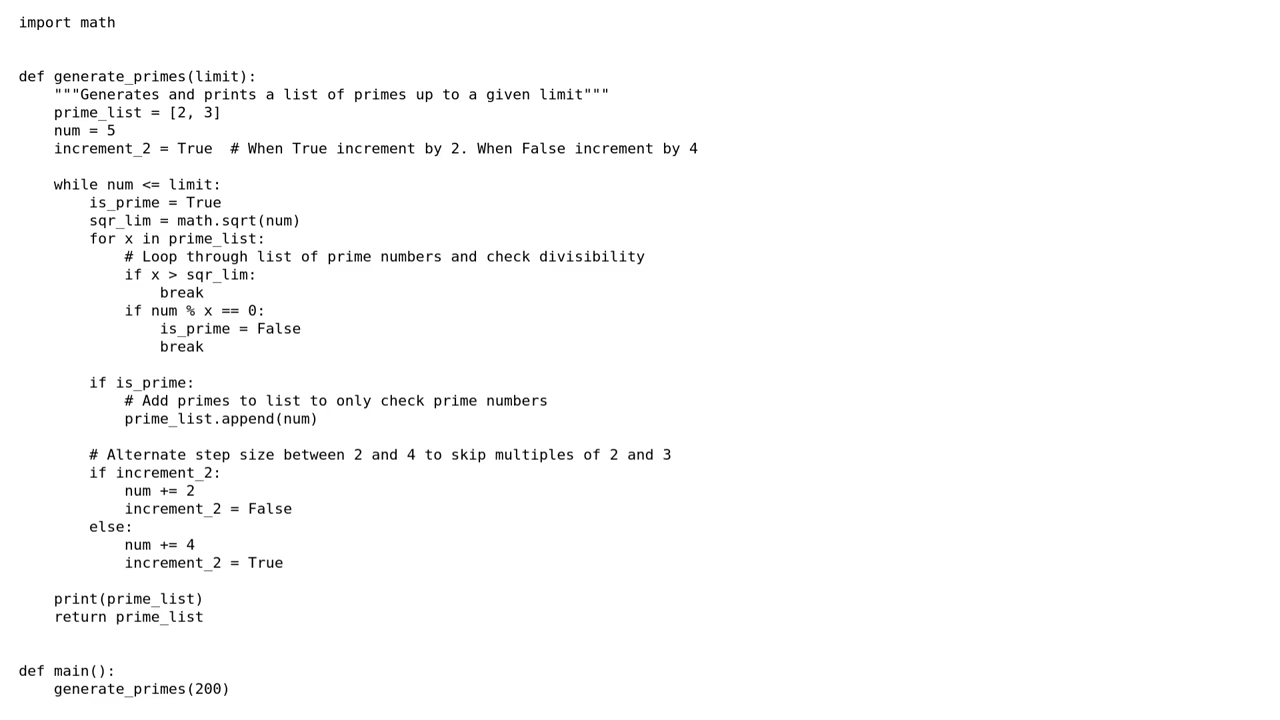 import math
def generate_primes(limit):
    """Generates and prints a list of primes up to a given limit"""
    prime_list = [2, 3]
    num = 5
    increment_2 = True  # When True increment by 2. When False increment by 4
    while num <= limit:
        is_prime = True
        sqr_lim = math.sqrt(num)
        for x in prime_list:
            # Loop through list of prime numbers and check divisibility
            if x > sqr_lim:
                break
            if num % x == 0:
                is_prime = False
                break
        if is_prime:
            # Add primes to list to only check prime numbers
            prime_list.append(num)
        # Alternate step size between 2 and 4 to skip multiples of 2 and 3
        if increment_2:
            num += 2
            increment_2 = False
        else:
            num += 4
            increment_2 = True
    print(prime_list)
    return prime_list
def main():
    generate_primes(200)